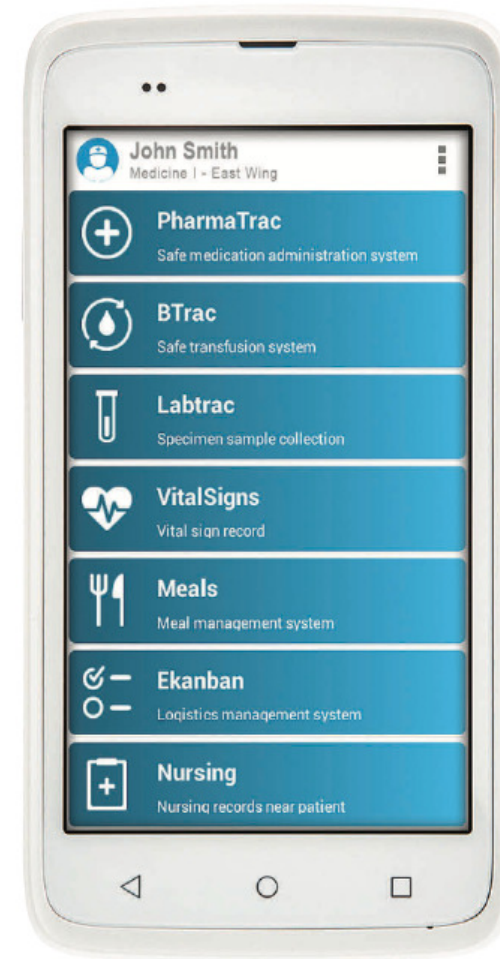 John Smith
Medicine I - East Wing
PharmaTrac
Safe medication administration system
BTrac
Safe transfusion system
Labtrac
Specimen sample collection
VitalSigns
Vital sign record
Meals
Meal management system
Ekanban
Logistics management system
Nursing
Nursing records near patient